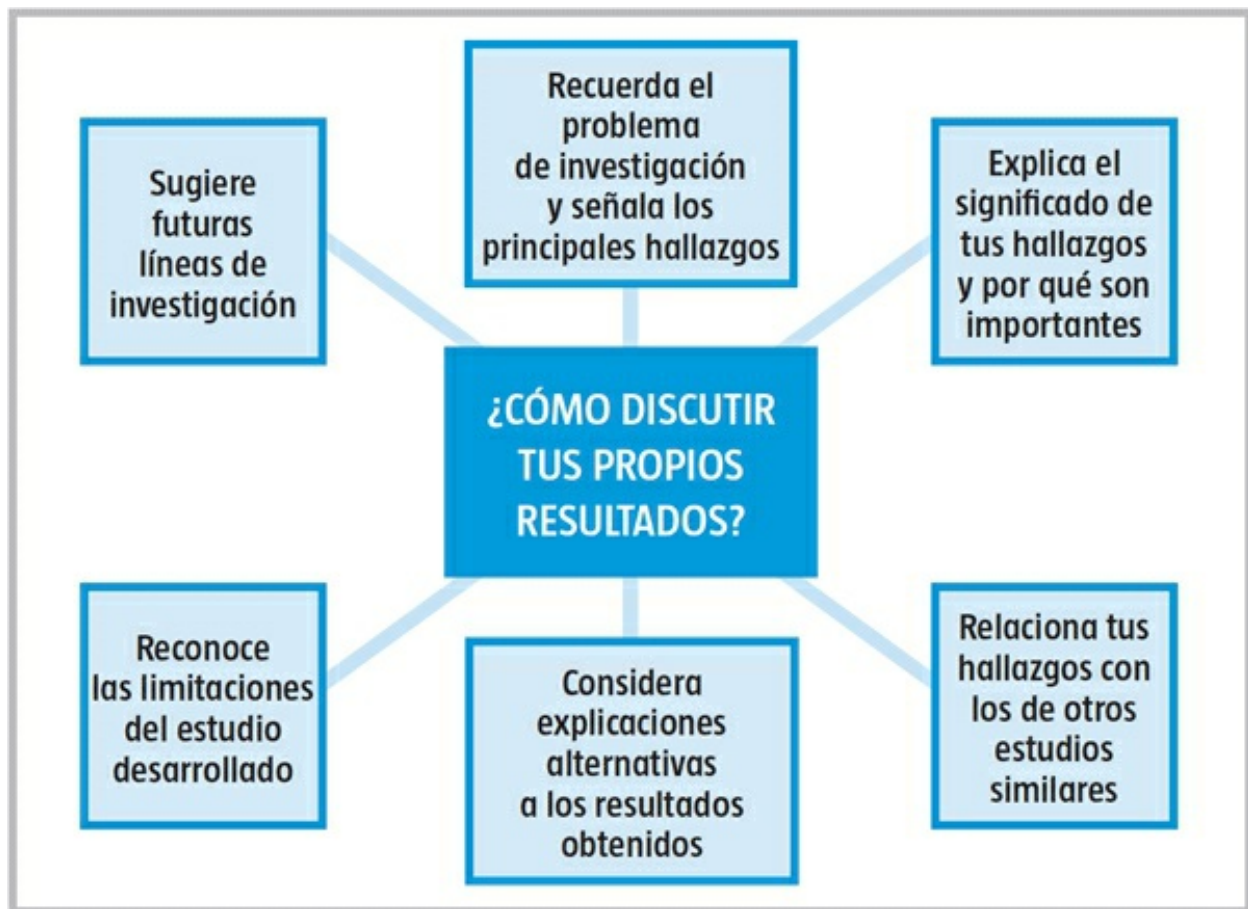 Recuerda el
problema
de investigación
y señala los
principales hallazgos
Sugiere
futuras
líneas de
investigación
Explica el
significado de
tus hallazgos
y por qué son
importantes
¿CÓMO DISCUTIR
TUS PROPIOS
RESULTADOS?
Reconoce
las limitaciones
del estudio
desarrollado
Considera
explicaciones
alternativas
a los resultados
obtenidos
Relaciona tus
hallazgos con
los de otros
estudios
similares